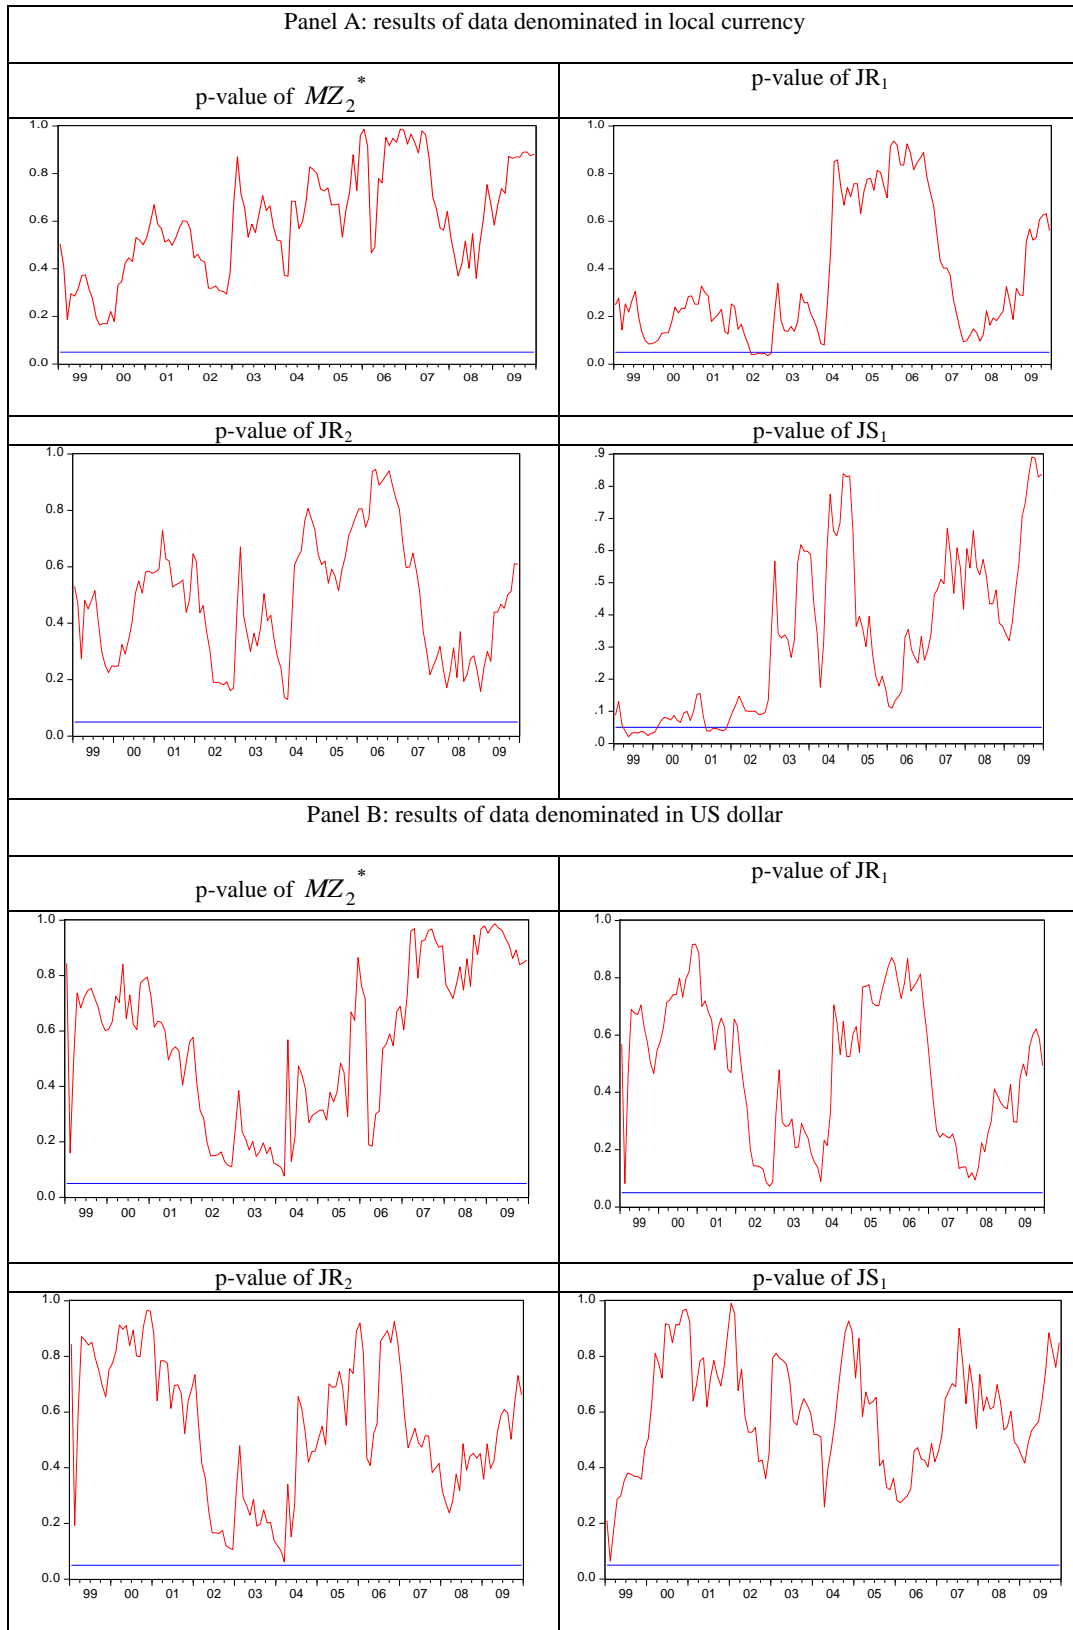 Panel A: results of data denominated in local currency
p-value of MZ₂*
p-value of JR₁
1.0
0.8
0.6
0.4
0.2
0.0
99 00 01 02 03 04 05 06 07 08 09
1.0
0.8
0.6
0.4
0.2
0.0
99 00 01 02 03 04 05 06 07 08 09
p-value of JR₂
p-value of JS₁
1.0
0.8
0.6
0.4
0.2
0.0
99 00 01 02 03 04 05 06 07 08 09
.9
.8
.7
.6
.5
.4
.3
.2
.1
.0
99 00 01 02 03 04 05 06 07 08 09
Panel B: results of data denominated in US dollar
p-value of MZ₂*
p-value of JR₁
1.0
0.8
0.6
0.4
0.2
0.0
99 00 01 02 03 04 05 06 07 08 09
1.0
0.8
0.6
0.4
0.2
0.0
99 00 01 02 03 04 05 06 07 08 09
p-value of JR₂
p-value of JS₁
1.0
0.8
0.6
0.4
0.2
0.0
99 00 01 02 03 04 05 06 07 08 09
1.0
0.8
0.6
0.4
0.2
0.0
99 00 01 02 03 04 05 06 07 08 09